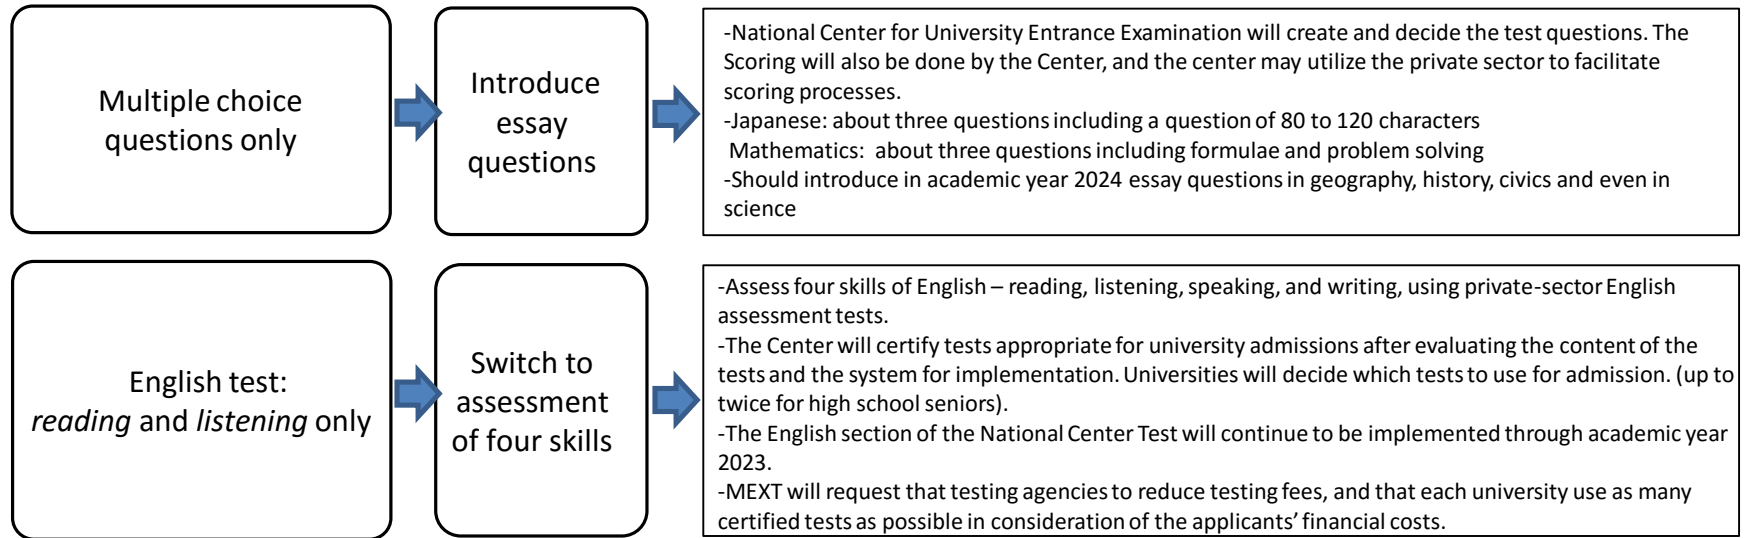 Multiple choice
questions only
Introduce
essay
questions
-National Center for University Entrance Examination will create and decide the test questions. The
Scoring will also be done by the Center, and the center may utilize the private sector to facilitate
scoring processes.
-Japanese: about three questions including a question of 80 to 120 characters
Mathematics: about three questions including formulae and problem solving
-Should introduce in academic year 2024 essay questions in geography, history, civics and even in
science
English test:
reading and listening only
Switch to
assessment
of four skills
-Assess four skills of English – reading, listening, speaking, and writing, using private-sector English
assessment tests.
-The Center will certify tests appropriate for university admissions after evaluating the content of the
tests and the system for implementation. Universities will decide which tests to use for admission. (up to
twice for high school seniors).
-The English section of the National Center Test will continue to be implemented through academic year
2023.
-MEXT will request that testing agencies to reduce testing fees, and that each university use as many
certified tests as possible in consideration of the applicants’ financial costs.